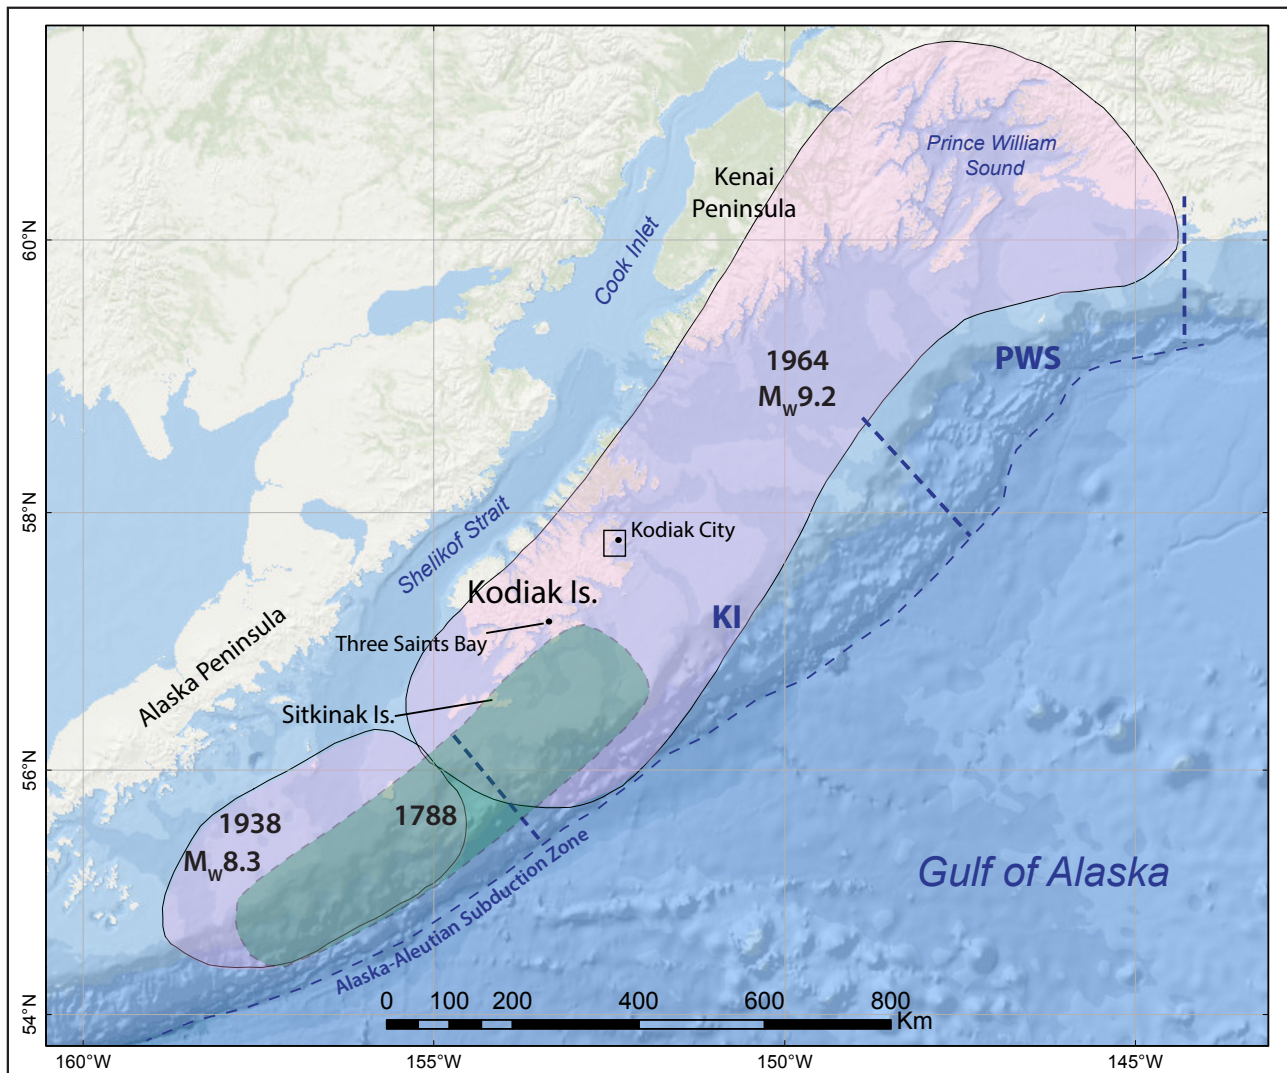 Prince William
Sound
Kenai
Peninsula
60°N
Cook Inlet
1964
MW9.2
PWS
58°N
Kodiak City
Shelikof Strait
Kodiak Is.
KI
Three Saints Bay
Alaska Peninsula
Sitkinak Is.
56°N
1788
1938
MW8.3
Gulf of Alaska
Alaska-Aleutian Subduction Zone
0 100 200 400 600 800
Km
54°N
160°W 155°W 150°W 145°W